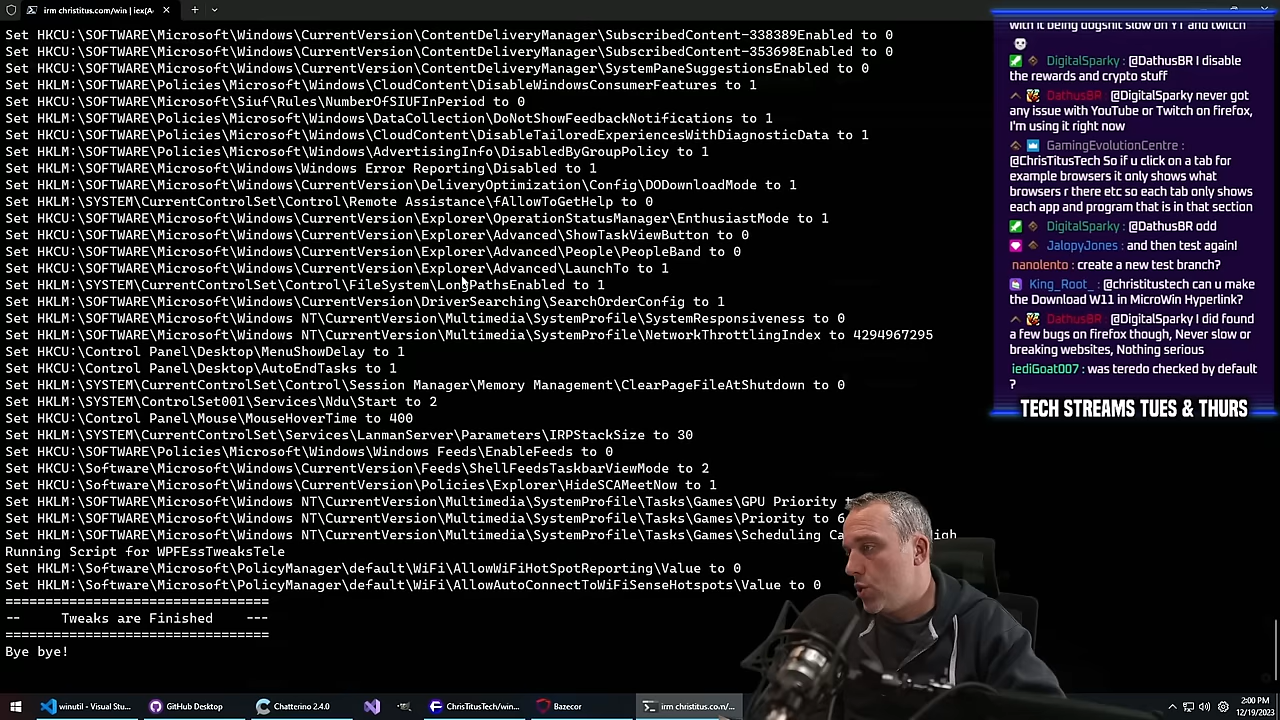 irm christitus.com/win | iex(A
Set HKCU:\SOFTWARE\Microsoft\Windows\CurrentVersion\ContentDeliveryManager\SubscribedContent-338389Enabled to 0
Set HKCU:\SOFTWARE\Microsoft\Windows\CurrentVersion\ContentDeliveryManager\SubscribedContent-353698Enabled to 0
Set HKCU:\SOFTWARE\Microsoft\Windows\CurrentVersion\ContentDeliveryManager\SystemPaneSuggestionsEnabled to 0
Set HKLM:\SOFTWARE\Policies\Microsoft\Windows\CloudContent\DisableWindowsConsumerFeatures to 1
Set HKCU:\SOFTWARE\Microsoft\Siuf\Rules\NumberOfSIUFInPeriod to 0
Set HKLM:\SOFTWARE\Policies\Microsoft\Windows\DataCollection\DoNotShowFeedbackNotifications to 1
Set HKCU:\SOFTWARE\Policies\Microsoft\Windows\CloudContent\DisableTailoredExperiencesWithDiagnosticData to 1
Set HKLM:\SOFTWARE\Policies\Microsoft\Windows\AdvertisingInfo\DisabledByGroupPolicy to 1
Set HKLM:\SOFTWARE\Microsoft\Windows\Windows Error Reporting\Disabled to 1
Set HKLM:\SOFTWARE\Microsoft\Windows\CurrentVersion\DeliveryOptimization\Config\DODownloadMode to 1
Set HKLM:\SYSTEM\CurrentControlSet\Control\Remote Assistance\fAllowToGetHelp to 0
Set HKCU:\SOFTWARE\Microsoft\Windows\CurrentVersion\Explorer\OperationStatusManager\EnthusiastMode to 1
Set HKCU:\SOFTWARE\Microsoft\Windows\CurrentVersion\Explorer\Advanced\ShowTaskViewButton to 0
Set HKCU:\SOFTWARE\Microsoft\Windows\CurrentVersion\Explorer\Advanced\People\PeopleBand to 0
Set HKCU:\SOFTWARE\Microsoft\Windows\CurrentVersion\Explorer\Advanced\LaunchTo to 1
Set HKLM:\SYSTEM\CurrentControlSet\Control\FileSystem\LongPathsEnabled to 1
Set HKLM:\SOFTWARE\Microsoft\Windows\CurrentVersion\DriverSearching\SearchOrderConfig to 1
Set HKLM:\SOFTWARE\Microsoft\Windows NT\CurrentVersion\Multimedia\SystemProfile\SystemResponsiveness to 0
Set HKLM:\SOFTWARE\Microsoft\Windows NT\CurrentVersion\Multimedia\SystemProfile\NetworkThrottlingIndex to 4294967295
Set HKCU:\Control Panel\Desktop\MenuShowDelay to 1
Set HKCU:\Control Panel\Desktop\AutoEndTasks to 1
Set HKLM:\SYSTEM\CurrentControlSet\Control\Session Manager\Memory Management\ClearPageFileAtShutdown to 0
Set HKLM:\SYSTEM\ControlSet001\Services\Ndu\Start to 2
Set HKCU:\Control Panel\Mouse\MouseHoverTime to 400
Set HKLM:\SYSTEM\CurrentControlSet\Services\LanmanServer\Parameters\IRPStackSize to 30
Set HKCU:\SOFTWARE\Policies\Microsoft\Windows\Windows Feeds\EnableFeeds to 0
Set HKCU:\Software\Microsoft\Windows\CurrentVersion\Feeds\ShellFeedsTaskbarViewMode to 2
Set HKCU:\Software\Microsoft\Windows\CurrentVersion\Policies\Explorer\HideSCAMeetNow to 1
Set HKLM:\SOFTWARE\Microsoft\Windows NT\CurrentVersion\Multimedia\SystemProfile\Tasks\Games\GPU Priority t
Set HKLM:\SOFTWARE\Microsoft\Windows NT\CurrentVersion\Multimedia\SystemProfile\Tasks\Games\Priority to 6
Set HKLM:\SOFTWARE\Microsoft\Windows NT\CurrentVersion\Multimedia\SystemProfile\Tasks\Games\Scheduling Ca igh
Running Script for WPFEssTweaksTele
Set HKLM:\SOFTWARE\Microsoft\PolicyManager\default\WiFi\AllowWiFiHotSpotReporting\Value to 0
Set HKLM:\SOFTWARE\Microsoft\PolicyManager\default\WiFi\AllowAutoConnectToWiFiSenseHotspots\Value to 0
=================================
-- Tweaks are Finished ---
=================================
Bye bye!
with it being dogshit slow on YT and twitch
DigitalSparky : @DathusBR I disable
the rewards and crypto stuff
DathusBR : @DigitalSparky never got
any issue with YouTube or Twitch on firefox,
I'm using it right now
GamingEvolutionCentre :
@ChrisTitusTech So if u click on a tab for
example browsers it only shows what
browsers r there etc so each tab only shows
each app and program that is in that section
DigitalSparky : @DathusBR odd
JalopyJones : and then test again!
nanolento : create a new test branch?
King_Root_ : @christitustech can u make
the Download W11 in MicroWin Hyperlink?
DathusBR : @DigitalSparky I did found
a few bugs on firefox though, Never slow or
breaking websites, Nothing serious
iediGoat007 : was teredo checked by default
?
TECH STREAMS TUES & THURS
winutil - Visual Stu...
GitHub Desktop
Chatterino 2.4.0
ChrisTitusTech/win...
Bazecor
irm christitus.co.n/...
2:00 PM
12/19/2023